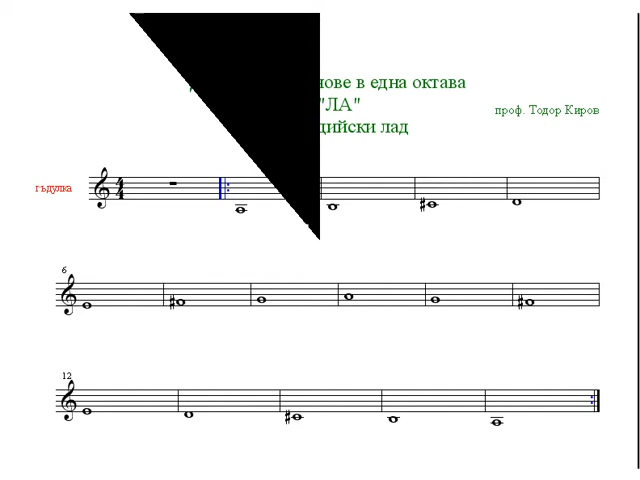 нове в една октава
"ЛА"
проф. Тодор Киров
дийски лад
гъдулка
6
12